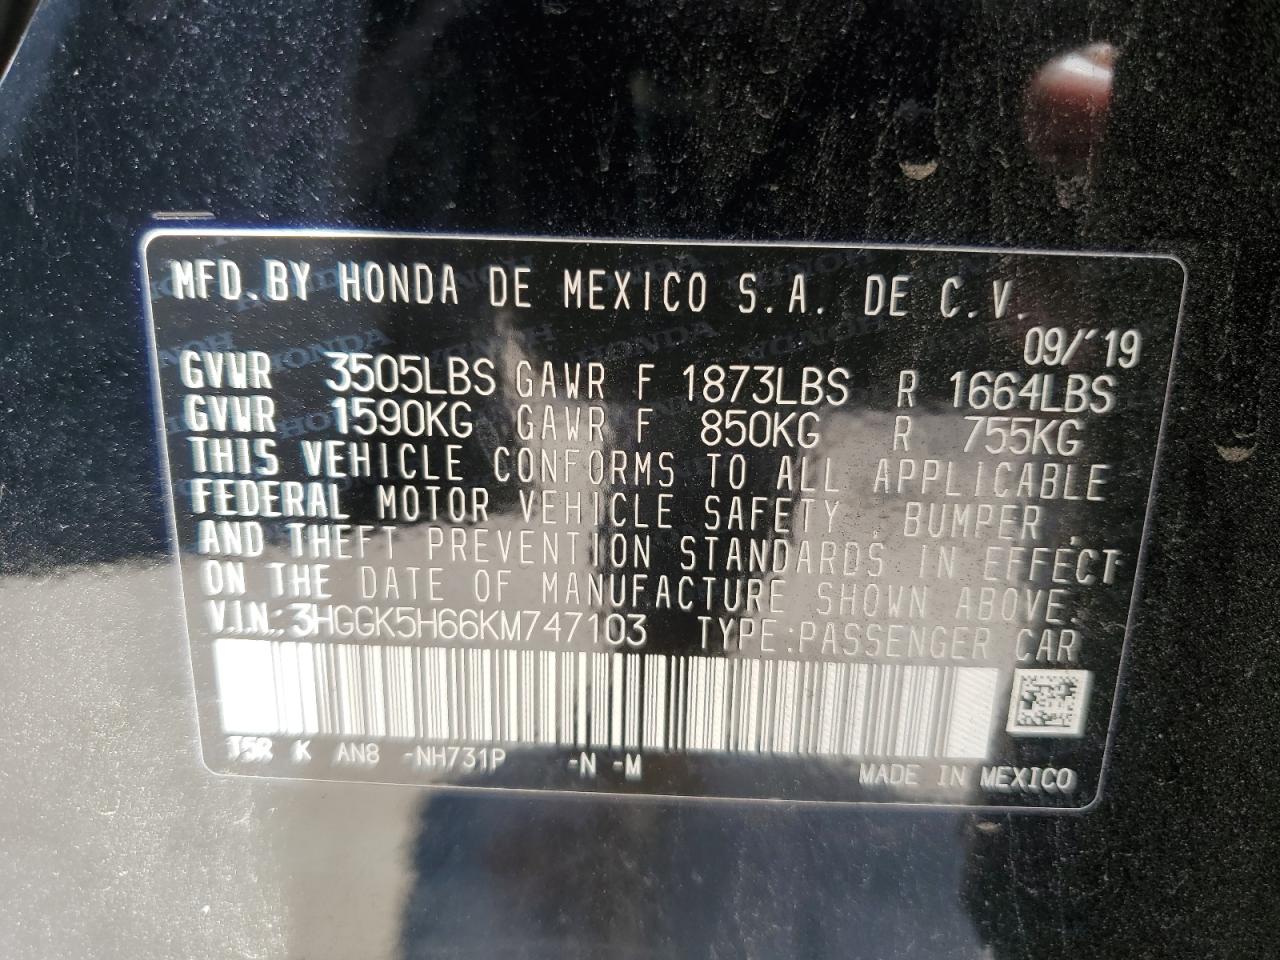 MFD.BY HONDA DE MEXICO S.A. DE C.V.
09/'19
GVWR 3505LBS GAWR F 1873LBS R 1664LBS
GVWR 1590KG GAWR F 850KG R 755KG
THIS VEHICLE CONFORMS TO ALL APPLICABLE
FEDERAL MOTOR VEHICLE SAFETY , BUMPER ,
AND THEFT PREVENTION STANDARDS IN EFFECT
ON THE DATE OF MANUFACTURE SHOWN ABOVE.
V.I.N.: 3HGGK5H66KM747103 TYPE:PASSENGER CAR
T5R K AN8 -NH731P -N -M
MADE IN MEXICO